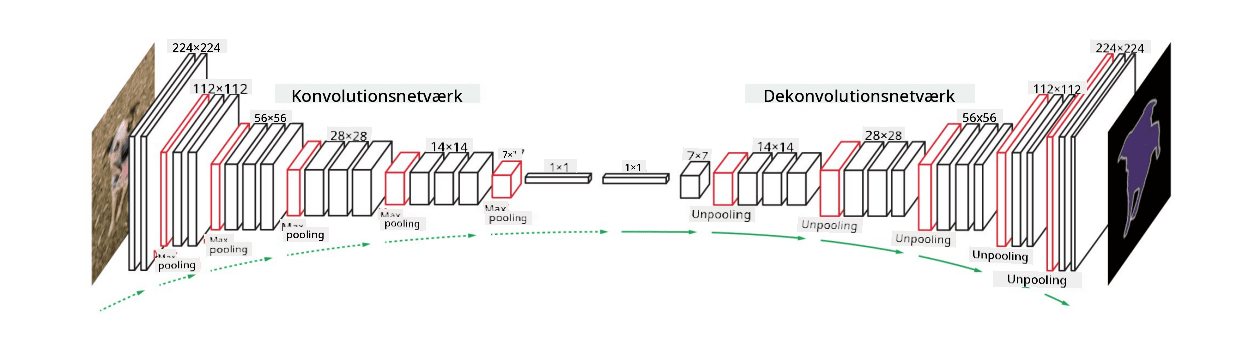 224×224
112×112
56×56
Konvolutionsnetværk
28×28
14×14
7×7
1×1
1×1
Max
pooling
Max
pooling
Max
pooling
Max
pooling
Max
pooling
Dekonvolutionsnetværk
7×7
14×14
28×28
56x56
112×112
224×224
Unpooling
Unpooling
Unpooling
Unpooling
Unpooling